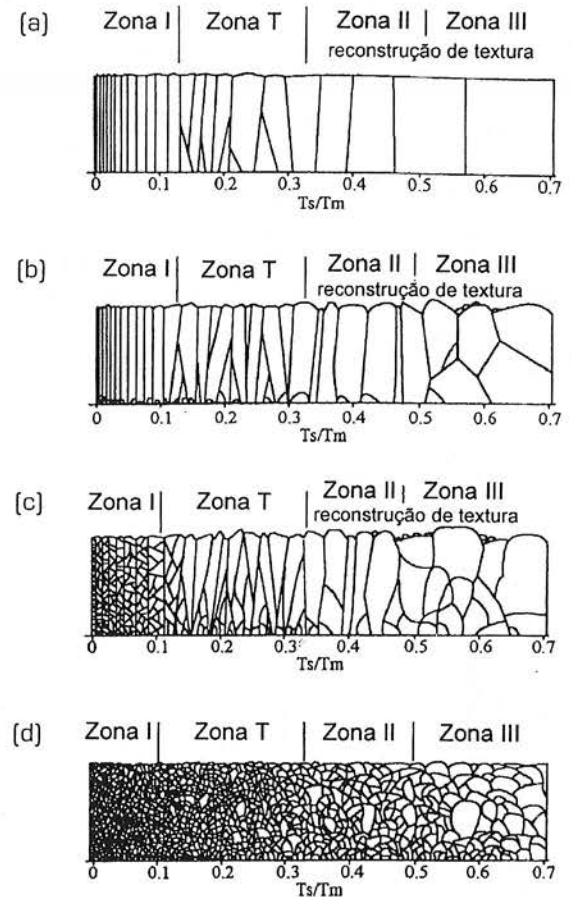 (a) Zona I Zona T Zona II Zona III
reconstrução de textura
0 0.1 0.2 0.3 0.4 0.5 0.6 0.7
Ts/Tm
(b) Zona I Zona T Zona II Zona III
reconstrução de textura
0 0.1 0.2 0.3 0.4 0.5 0.6 0.7
Ts/Tm
(c) Zona I Zona T Zona II Zona III
reconstrução de textura
0 0.1 0.2 0.3 0.4 0.5 0.6 0.7
Ts/Tm
(d) Zona I Zona T Zona II Zona III
0 0.1 0.2 0.3 0.4 0.5 0.6 0.7
Ts/Tm